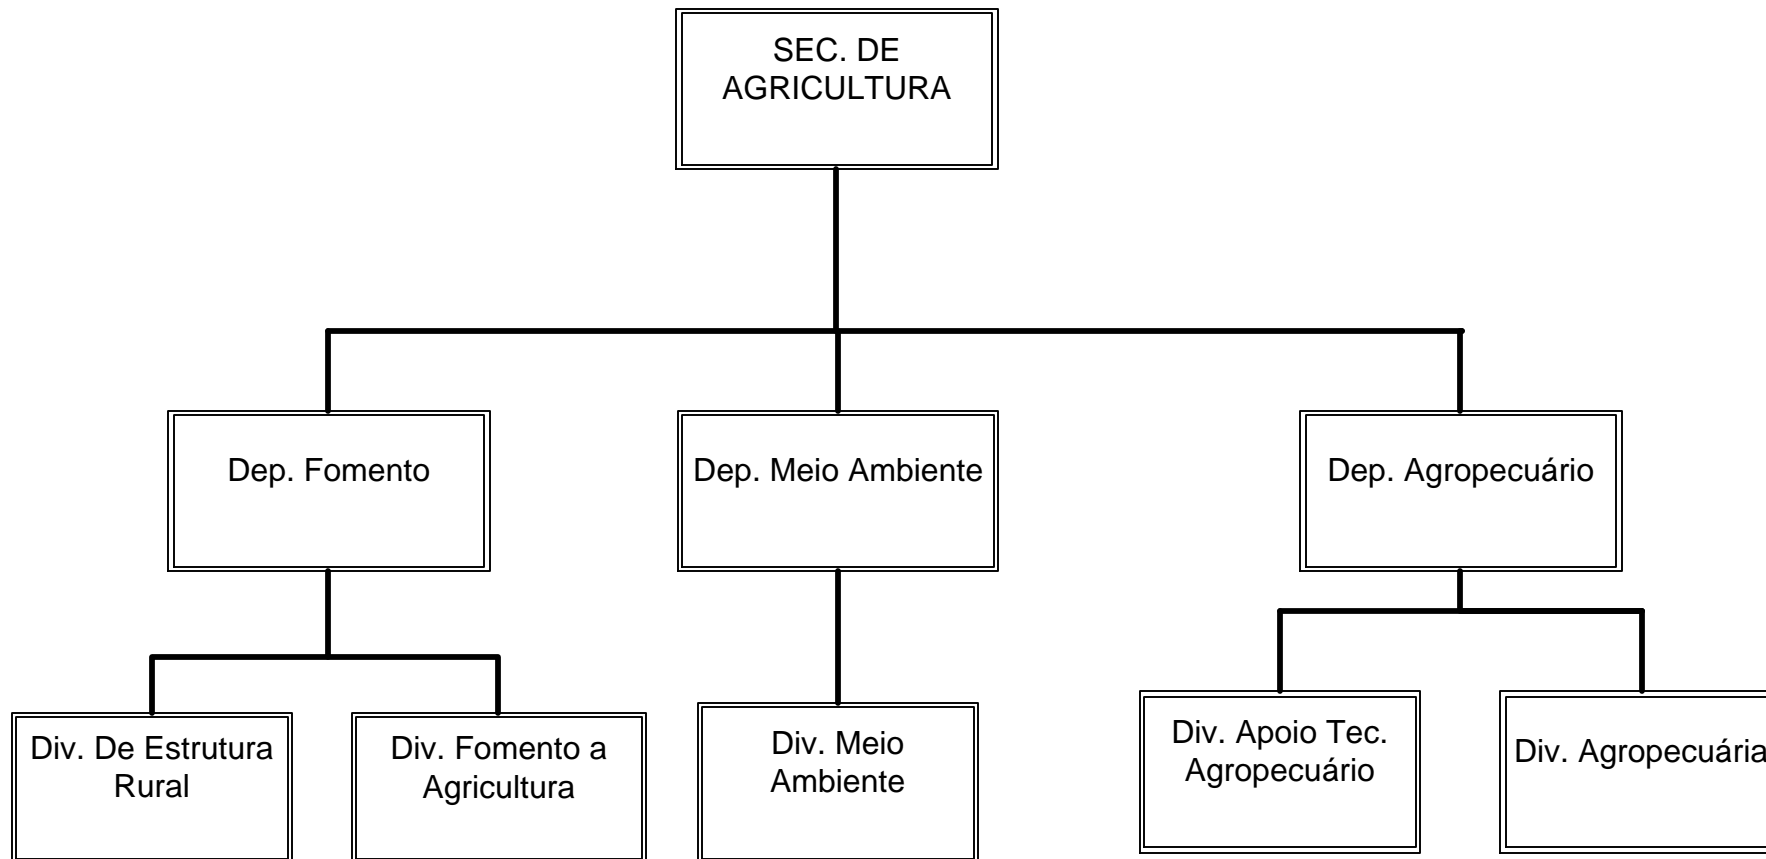 SEC. DE
AGRICULTURA
Dep. Fomento
Dep. Meio Ambiente
Dep. Agropecuário
Div. De Estrutura
Rural
Div. Fomento a
Agricultura
Div. Meio
Ambiente
Div. Apoio Tec.
Agropecuário
Div. Agropecuária